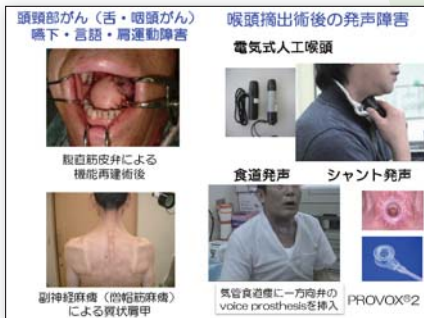 頭頸部がん（舌・咽頭がん）
嚥下・言語・肩運動障害
腹直筋皮弁による
機能再建術後
副神経麻痺（僧帽筋麻痺）
による翼状肩甲
喉頭摘出術後の発声障害
電気式人工喉頭
食道発声
シャント発声
気管食道瘻に一方向弁の
voice prosthesisを挿入
PROVOX®2